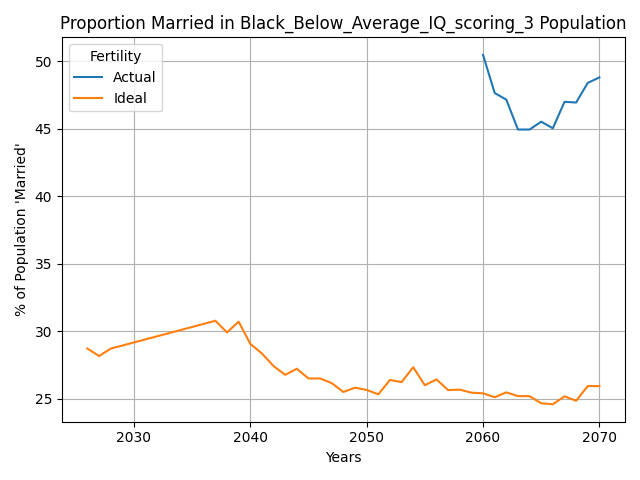 Proportion Married in Black_Below_Average_IQ_scoring_3 Population
Fertility
Actual
Ideal
% of Population 'Married'
50
45
40
35
30
25
2030 2040 2050 2060 2070
Years